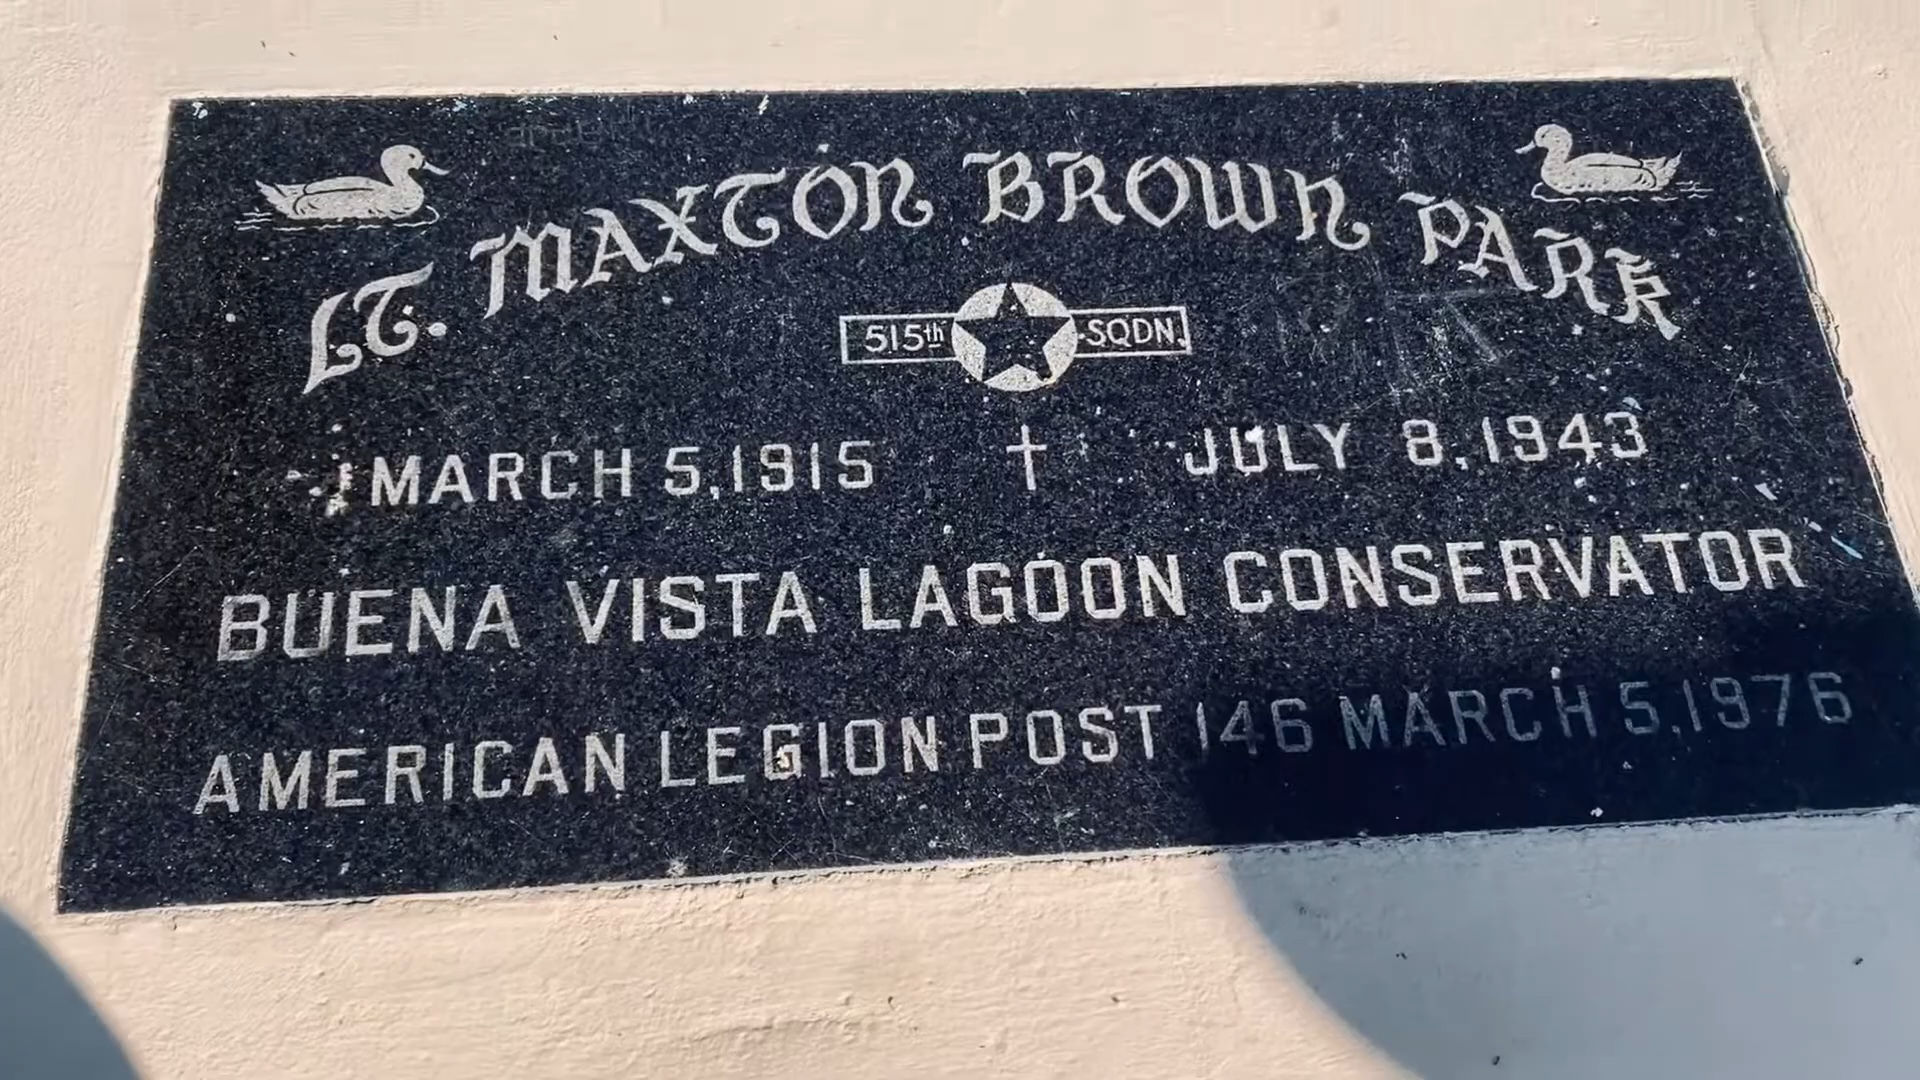 LT. MAXTON BROWN PARK
515th SQDN.
MARCH 5, 1915 † JULY 8, 1943
BUENA VISTA LAGOON CONSERVATOR
AMERICAN LEGION POST 146 MARCH 5, 1976